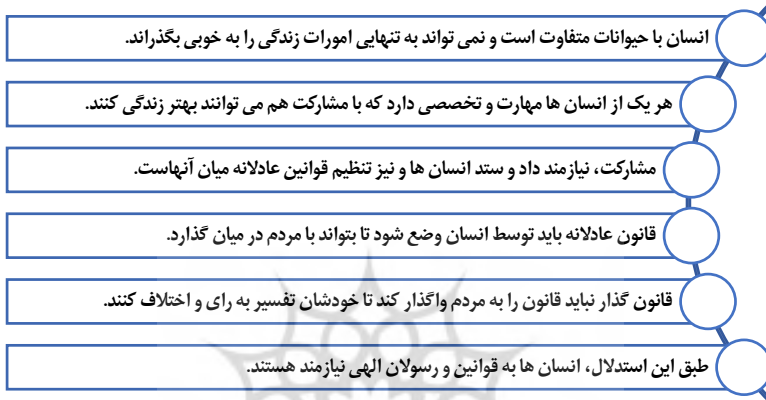 انسان با حیوانات متفاوت است و نمی تواند به تنهایی امورات زندگی را به خوبی بگذراند.
هر یک از انسان ها مهارت و تخصصی دارد که با مشارکت هم می توانند بهتر زندگی کنند.
مشارکت، نیازمند داد و ستد انسان ها و نیز تنظیم قوانین عادلانه میان آنهاست.
قانون عادلانه باید توسط انسان وضع شود تا بتواند با مردم در میان گذارد.
قانون گذار نباید قانون را به مردم واگذار کند تا خودشان تفسیر به رای و اختلاف کنند.
طبق این استدلال، انسان ها به قوانین و رسولان الهی نیازمند هستند.